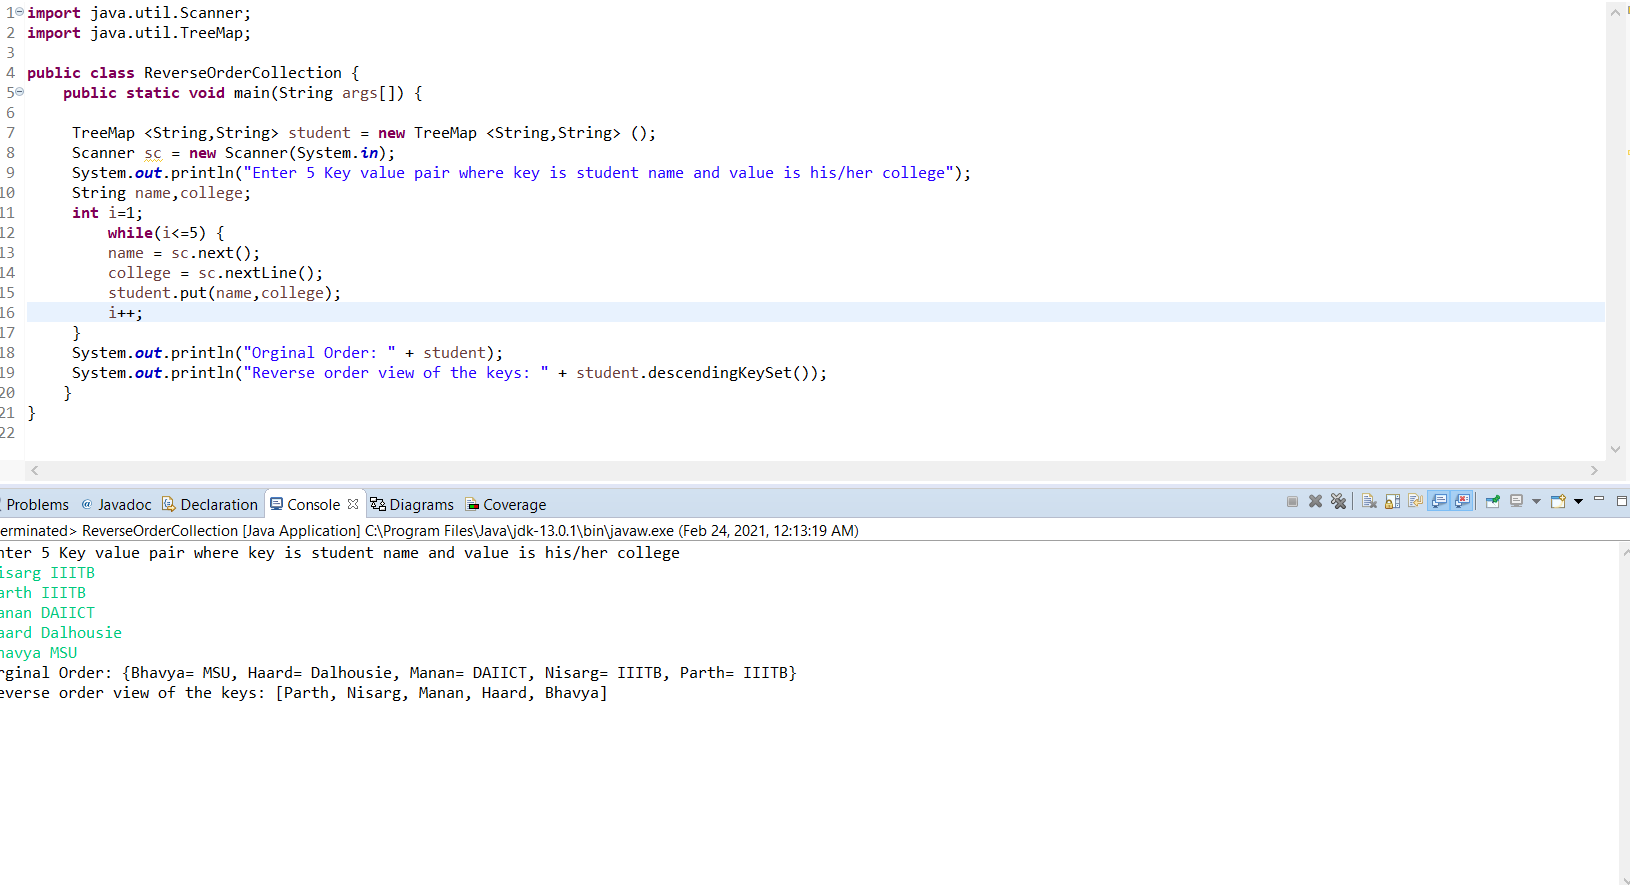 1 import java.util.Scanner;
2 import java.util.TreeMap;
3
4 public class ReverseOrderCollection {
5 public static void main(String args[]) {
6
7 TreeMap <String,String> student = new TreeMap <String,String> ();
8 Scanner sc = new Scanner(System.in);
9 System.out.println("Enter 5 Key value pair where key is student name and value is his/her college");
10 String name,college;
11 int i=1;
12 while(i<=5) {
13 name = sc.next();
14 college = sc.nextLine();
15 student.put(name,college);
16 i++;
17 }
18 System.out.println("Orginal Order: " + student);
19 System.out.println("Reverse order view of the keys: " + student.descendingKeySet());
20 }
21 }
22
Problems @ Javadoc Declaration Console Diagrams Coverage
erminated> ReverseOrderCollection [Java Application] C:\Program Files\Java\jdk-13.0.1\bin\javaw.exe (Feb 24, 2021, 12:13:19 AM)
nter 5 Key value pair where key is student name and value is his/her college
isarg IIITB
arth IIITB
anan DAIICT
aard Dalhousie
havya MSU
rginal Order: {Bhavya= MSU, Haard= Dalhousie, Manan= DAIICT, Nisarg= IIITB, Parth= IIITB}
everse order view of the keys: [Parth, Nisarg, Manan, Haard, Bhavya]